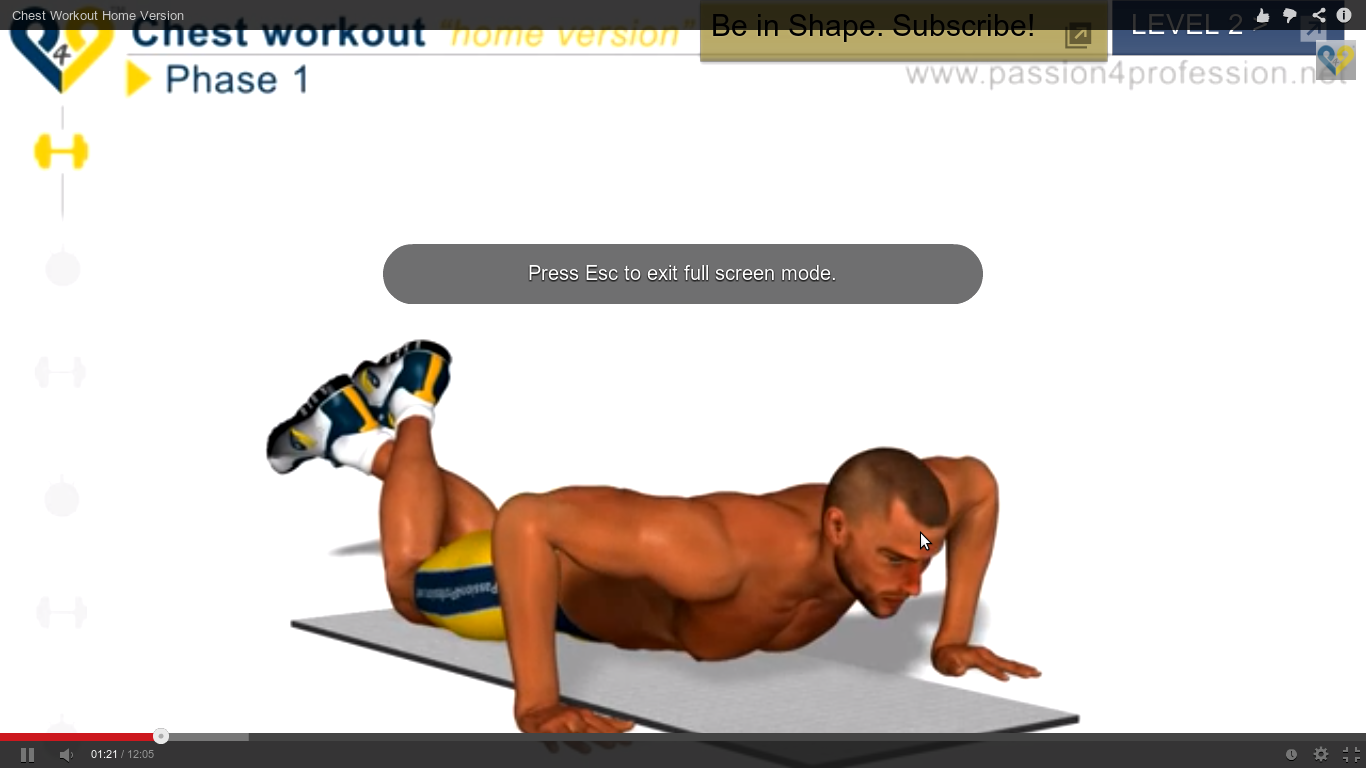 Chest Workout Home Version
Chest workout "home version"
Be in Shape. Subscribe!
LEVEL 2 >
4
Phase 1
www.passion4profession.net
Press Esc to exit full screen mode.
01:21 / 12:05